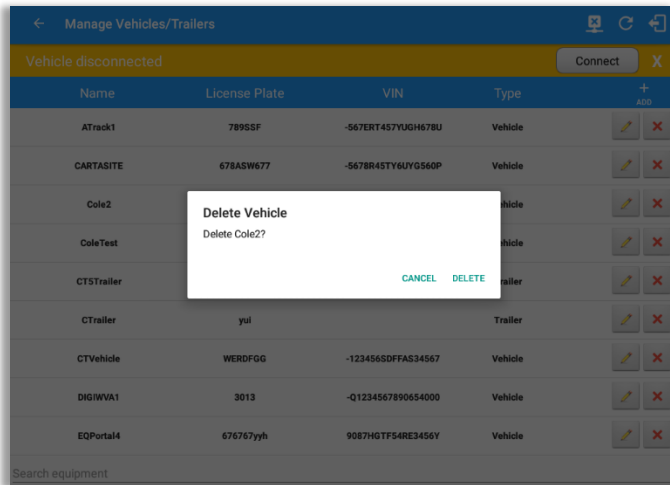 Manage Vehicles/Trailers
Vehicle disconnected Connect X
Name License Plate VIN Type ADD
ATrack1 789SSF -567ERT457YUGH678U Vehicle
CARTASITE 678ASW677 -5678R45TY6UYG560P Vehicle
Cole2 ehicle
Delete Vehicle
Delete Cole2?
ColeTest ehicle
CANCEL DELETE
CT5Trailer railer
CTrailer yui Trailer
CTVehicle WERDFGG -123456SDFFAS34567 Vehicle
DIGIWVA1 3013 -Q1234567890654000 Vehicle
EQPortal4 676767yyh 9087HGTF54RE3456Y Vehicle
Search equipment